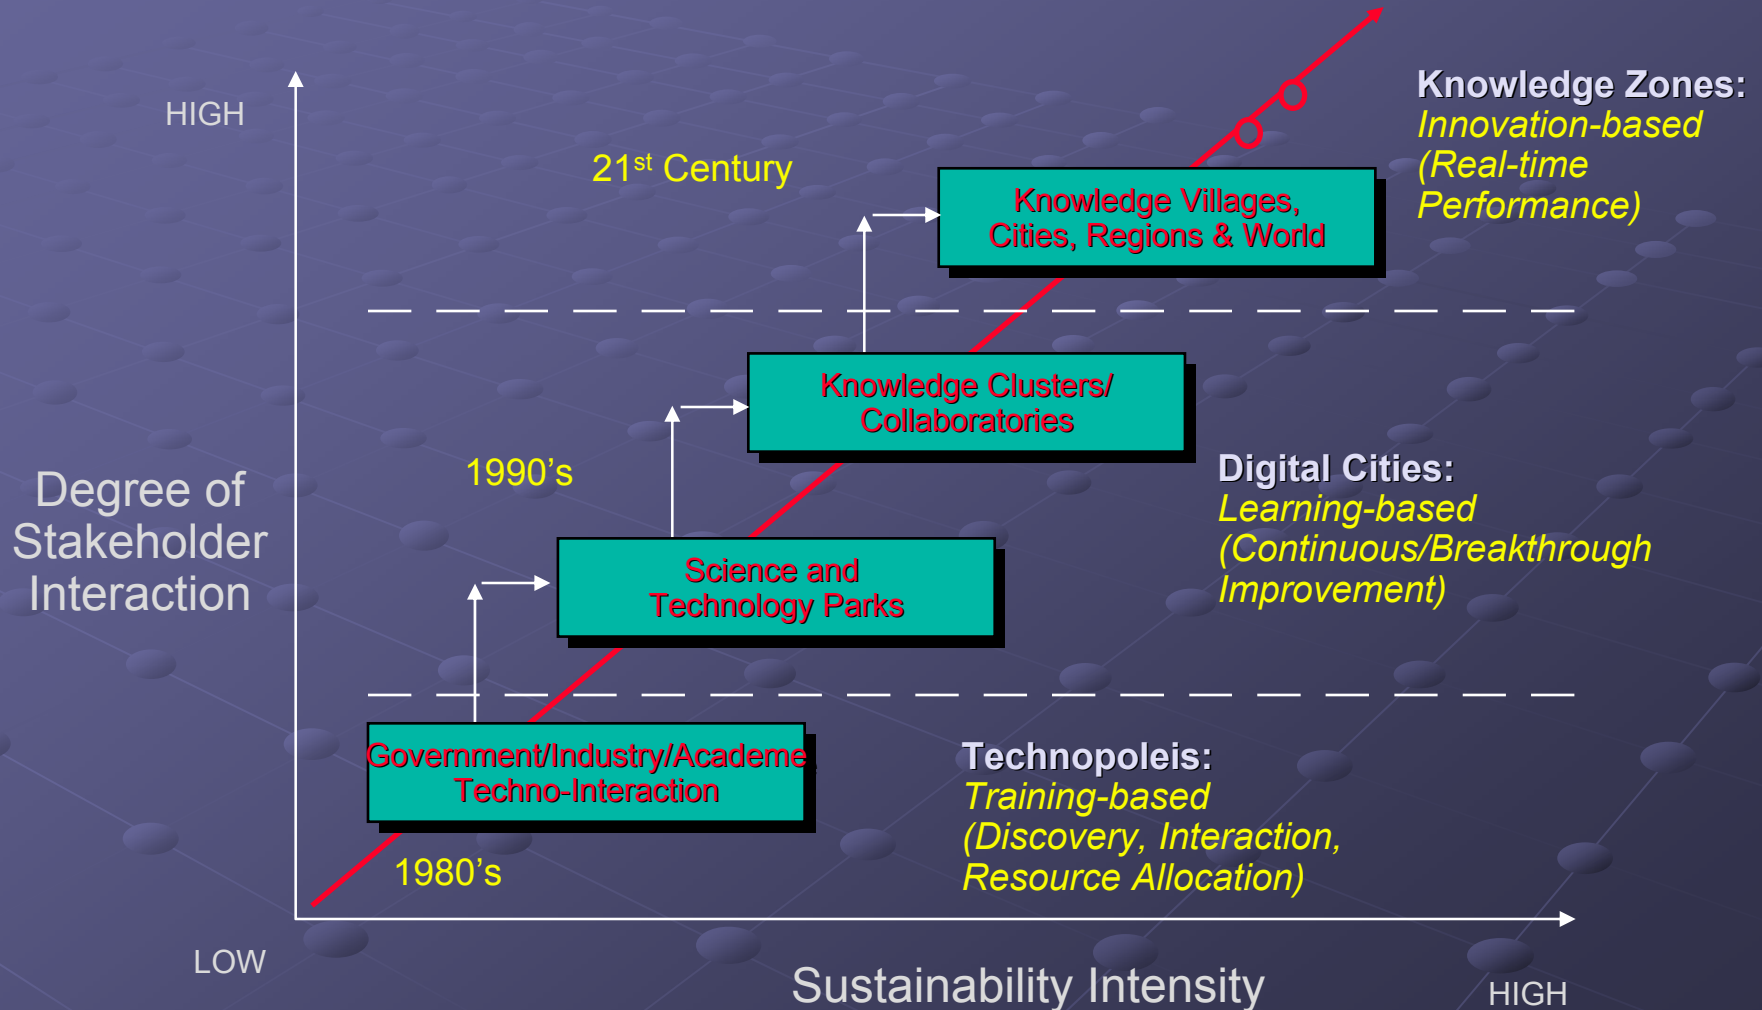 HIGH
21st Century
Knowledge Villages,
Cities, Regions & World
Knowledge Zones:
Innovation-based
(Real-time
Performance)
Knowledge Clusters/
Collaboratories
1990's
Degree of
Stakeholder
Interaction
Science and
Technology Parks
Digital Cities:
Learning-based
(Continuous/Breakthrough
Improvement)
Government/Industry/Academe
Techno-Interaction
1980's
Technopoleis:
Training-based
(Discovery, Interaction,
Resource Allocation)
LOW
Sustainability Intensity
HIGH